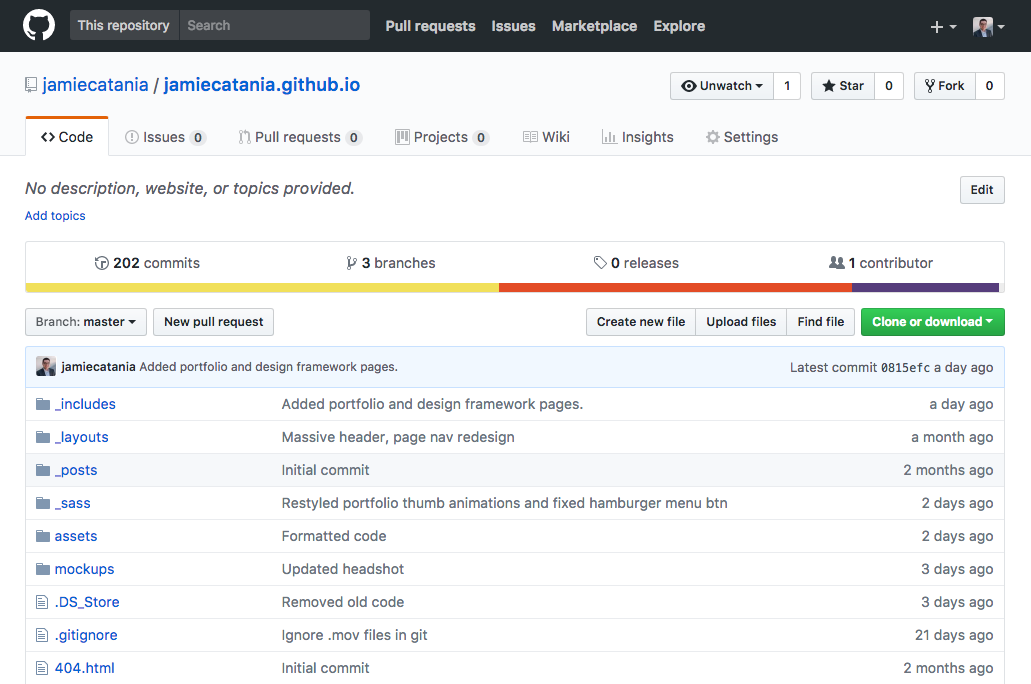 This repository Search Pull requests Issues Marketplace Explore
jamiecatania / jamiecatania.github.io Unwatch 1 Star 0 Fork 0
Code Issues 0 Pull requests 0 Projects 0 Wiki Insights Settings
No description, website, or topics provided. Edit
Add topics
202 commits 3 branches 0 releases 1 contributor
Branch: master New pull request Create new file Upload files Find file Clone or download
jamiecatania Added portfolio and design framework pages. Latest commit 0815efc a day ago
_includes Added portfolio and design framework pages. a day ago
_layouts Massive header, page nav redesign a month ago
_posts Initial commit 2 months ago
_sass Restyled portfolio thumb animations and fixed hamburger menu btn 2 days ago
assets Formatted code 2 days ago
mockups Updated headshot 3 days ago
.DS_Store Removed old code 3 days ago
.gitignore Ignore .mov files in git 21 days ago
404.html Initial commit 2 months ago